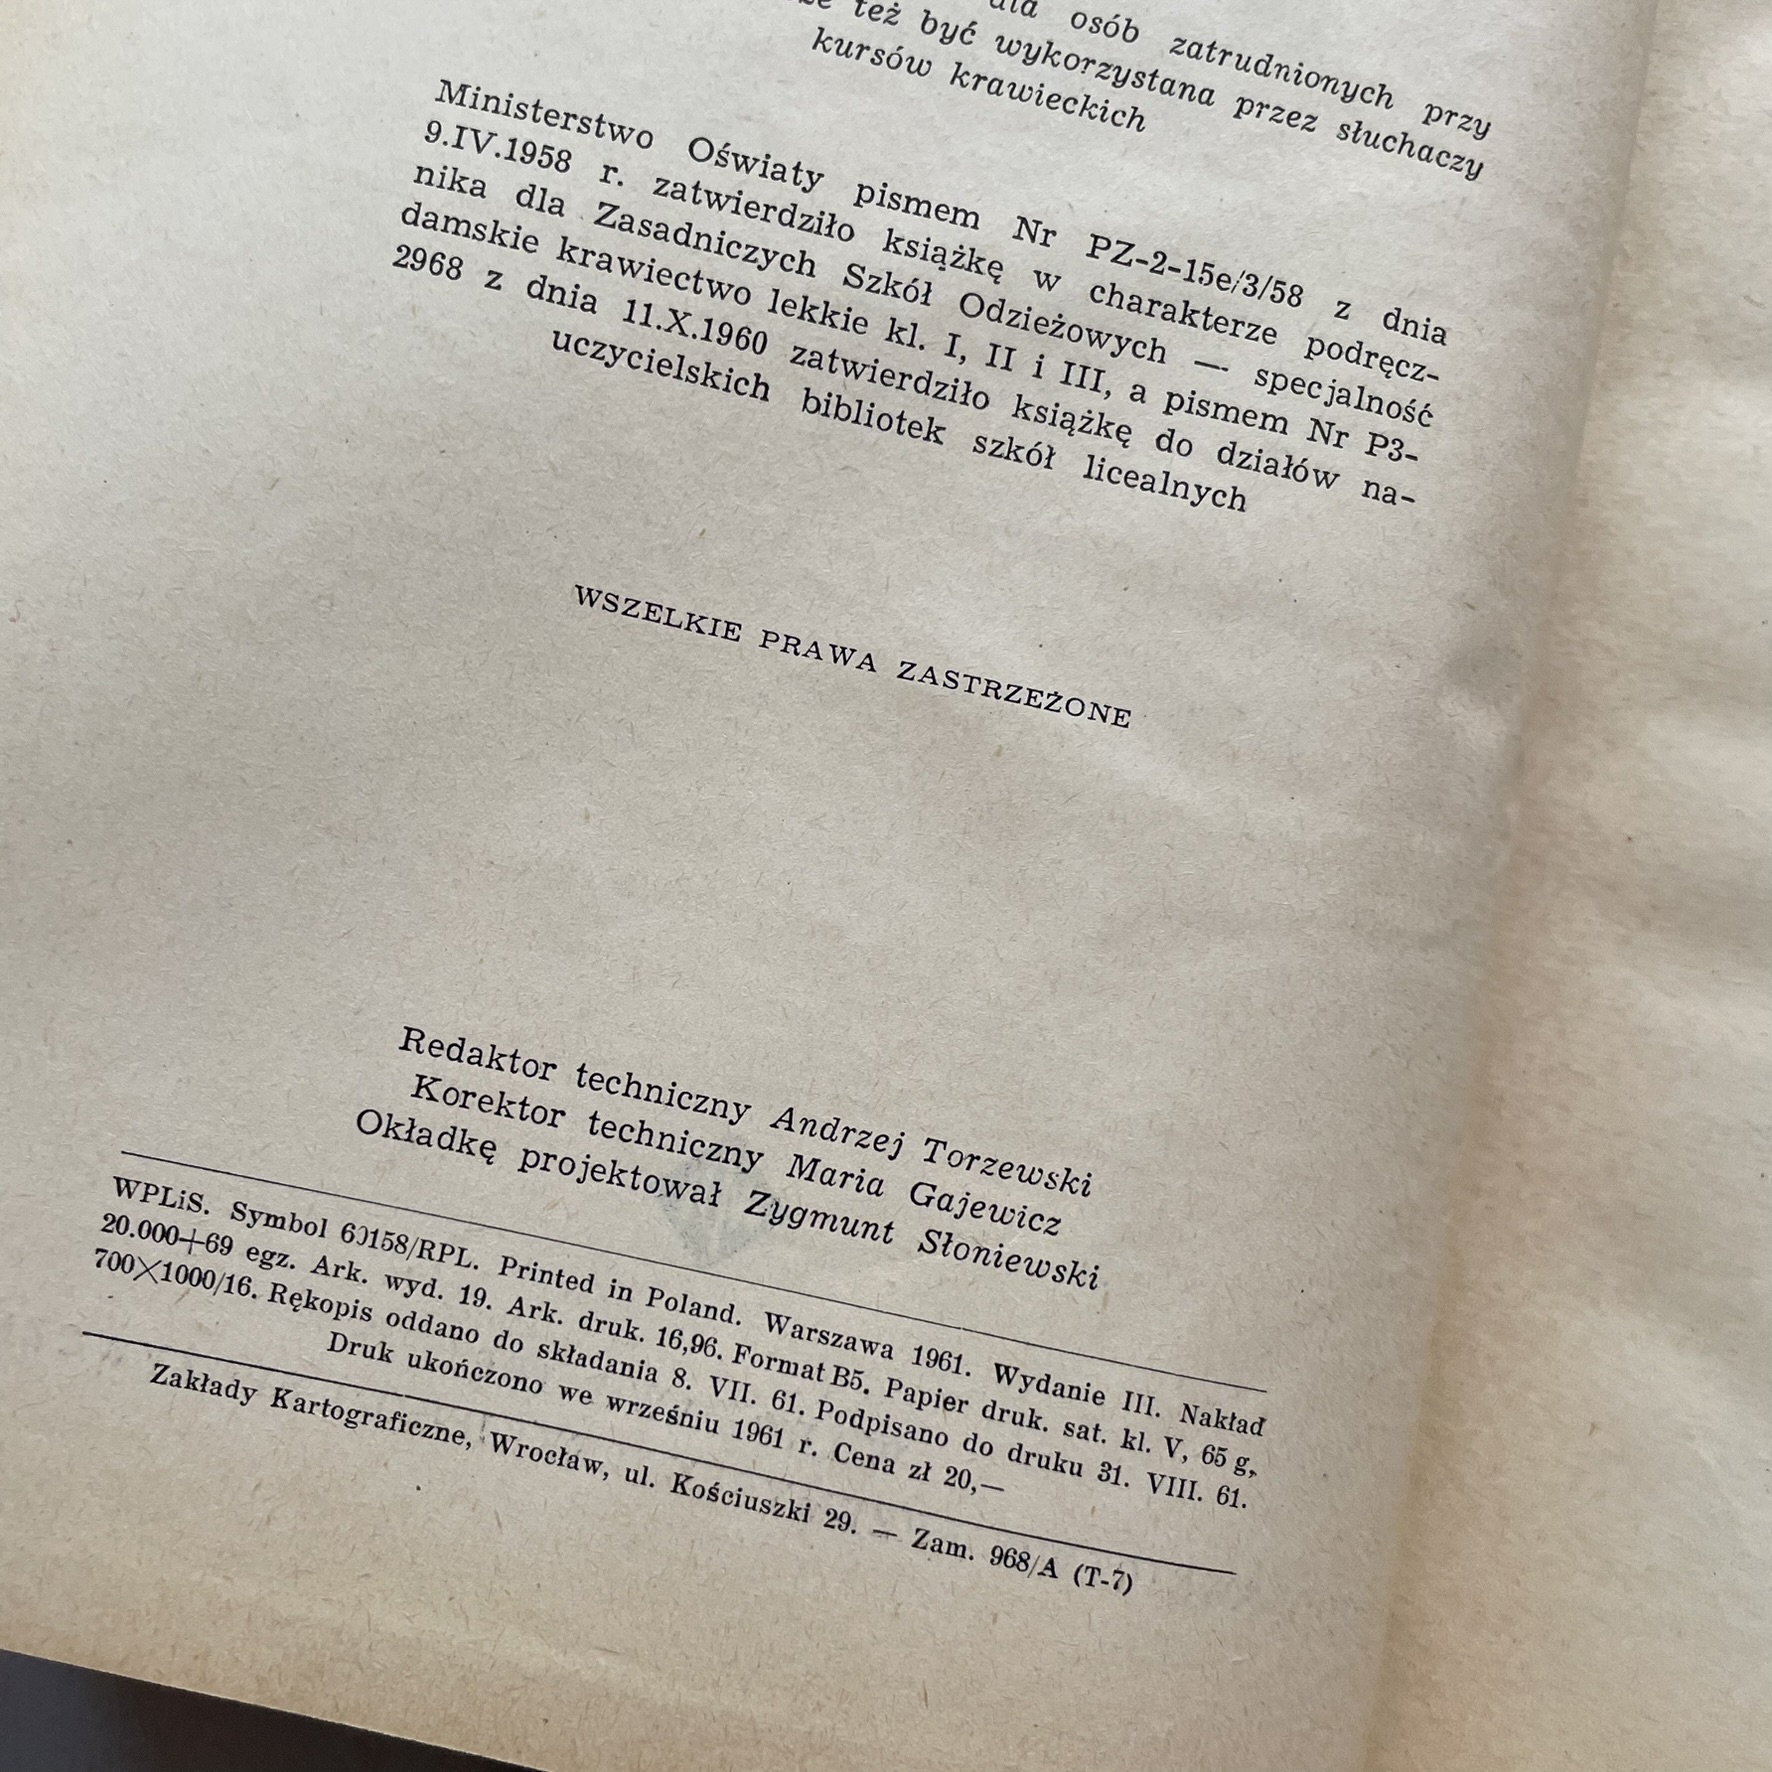 dla osób zatrudnionych przy
też być wykorzystana przez słuchaczy
kursów krawieckich
Ministerstwo Oświaty pismem Nr PZ-2-15e/3/58 z dnia
9.IV.1958 r. zatwierdziło książkę w charakterze podręcz-
nika dla Zasadniczych Szkół Odzieżowych — specjalność
damskie krawiectwo lekkie kl. I, II i III, a pismem Nr P3-
2968 z dnia 11.X.1960 zatwierdziło książkę do działów na-
uczycielskich bibliotek szkół licealnych
WSZELKIE PRAWA ZASTRZEŻONE
Redaktor techniczny Andrzej Torzewski
Korektor techniczny Maria Gajewicz
Okładkę projektował Zygmunt Słoniewski
WPLiS. Symbol 60158/RPL. Printed in Poland. Warszawa 1961. Wydanie III. Nakład
20.000+69 egz. Ark. wyd. 19. Ark. druk. 16,96. Format B5. Papier druk. sat. kl. V, 65 g,
700×1000/16. Rękopis oddano do składania 8. VII. 61. Podpisano do druku 31. VIII. 61.
Druk ukończono we wrześniu 1961 r. Cena zł 20,—
Zakłady Kartograficzne, Wrocław, ul. Kościuszki 29. — Zam. 968/A (T-7)